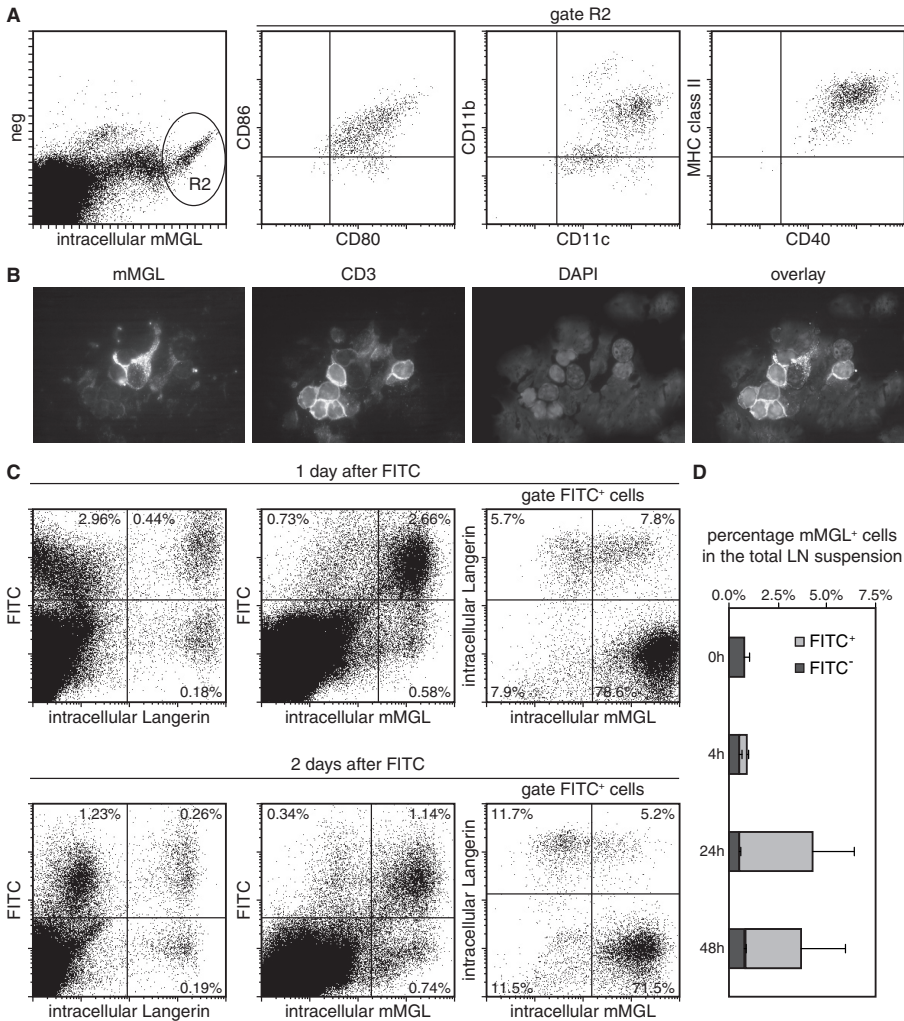 A
gate R2
neg
R2
intracellular mMGL
CD86
CD80
CD11b
CD11c
MHC class II
CD40
B
mMGL
CD3
DAPI
overlay
C
1 day after FITC
gate FITC+ cells
FITC
2.96%
0.44%
0.18%
intracellular Langerin
FITC
0.73%
2.66%
0.58%
intracellular mMGL
intracellular Langerin
5.7%
7.8%
7.9%
78.6%
intracellular mMGL
2 days after FITC
gate FITC+ cells
FITC
1.23%
0.26%
0.19%
intracellular Langerin
FITC
0.34%
1.14%
0.74%
intracellular mMGL
intracellular Langerin
11.7%
5.2%
11.5%
71.5%
intracellular mMGL
D
percentage mMGL+ cells
in the total LN suspension
0.0% 2.5% 5.0% 7.5%
FITC+
FITC-
0h
4h
24h
48h